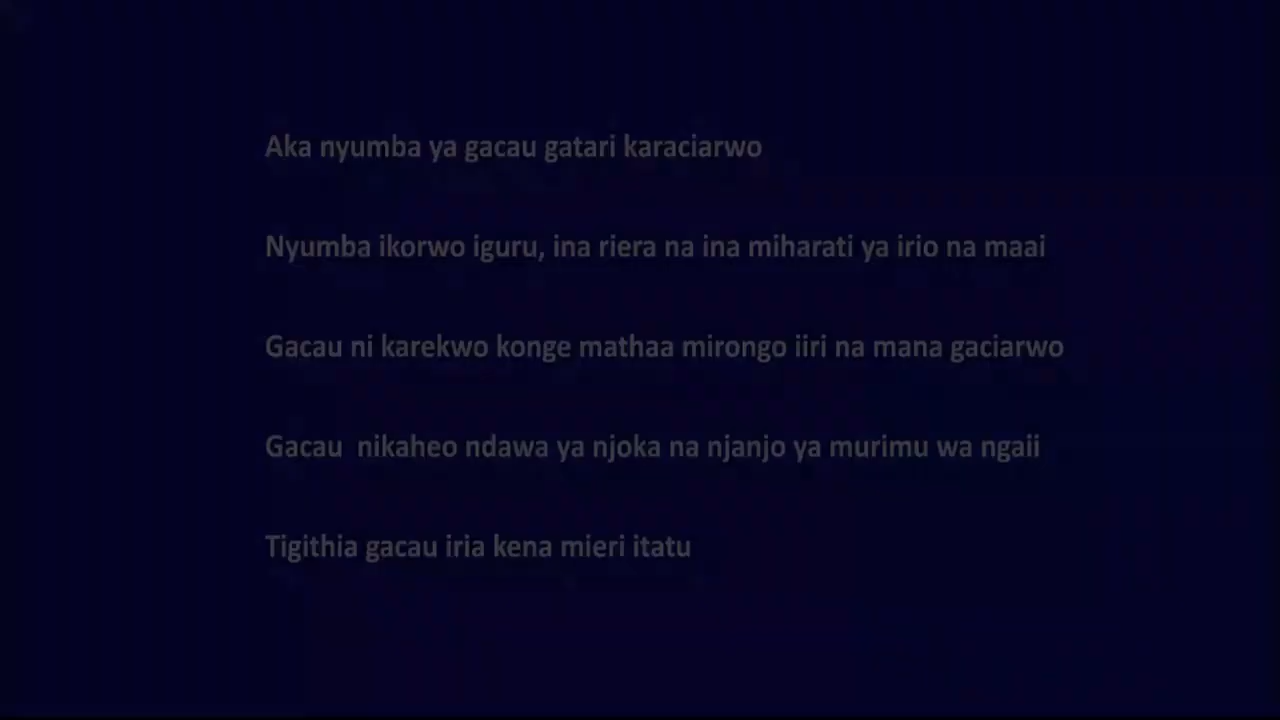 Aka nyumba ya gacau gatari karaciarwo
Nyumba ikorwo iguru, ina riera na ina miharati ya irio na maai
Gacau ni karekwo konge mathaa mirongo iiri na mana gaciarwo
Gacau nikaheo ndawa ya njoka na njanjo ya murimu wa ngaii
Tigithia gacau iria kena mieri itatu